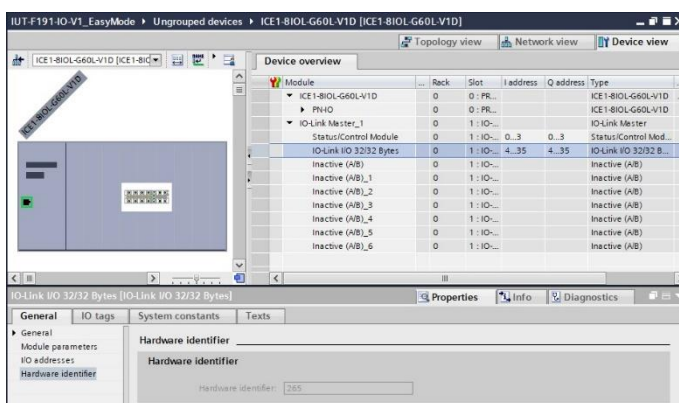 IUT-F191-IO-V1_EasyMode ▸ Ungrouped devices ▸ ICE1-8IOL-G60L-V1D [ICE1-8IOL-G60L-V1D]
Topology view Network view Device view
ICE1-8IOL-G60L-V1D [ICE1-8IO
Device overview
ICE1-8IOL-G60L-V1D
Module ... Rack Slot I address Q address Type
ICE1-8IOL-G60L-V1D 0 0 : PR... ICE1-8IOL-G60L-V1D
PN-IO 0 0 : PR... ICE1-8IOL-G60L-V1D
IO-Link Master_1 0 1 : IO-... IO-Link Master
Status/Control Module 0 1 : IO-... 0...3 0...3 Status/Control Mod...
IO-Link I/O 32/32 Bytes 0 1 : IO-... 4...35 4...35 IO-Link I/O 32/32 B...
Inactive (A/B) 0 1 : IO-... Inactive (A/B)
Inactive (A/B)_1 0 1 : IO-... Inactive (A/B)
Inactive (A/B)_2 0 1 : IO-... Inactive (A/B)
Inactive (A/B)_3 0 1 : IO-... Inactive (A/B)
Inactive (A/B)_4 0 1 : IO-... Inactive (A/B)
Inactive (A/B)_5 0 1 : IO-... Inactive (A/B)
Inactive (A/B)_6 0 1 : IO-... Inactive (A/B)
IO-Link I/O 32/32 Bytes [IO-Link I/O 32/32 Bytes]
Properties Info Diagnostics
General IO tags System constants Texts
General
Module parameters
I/O addresses
Hardware identifier
Hardware identifier
Hardware identifier
Hardware identifier: 265